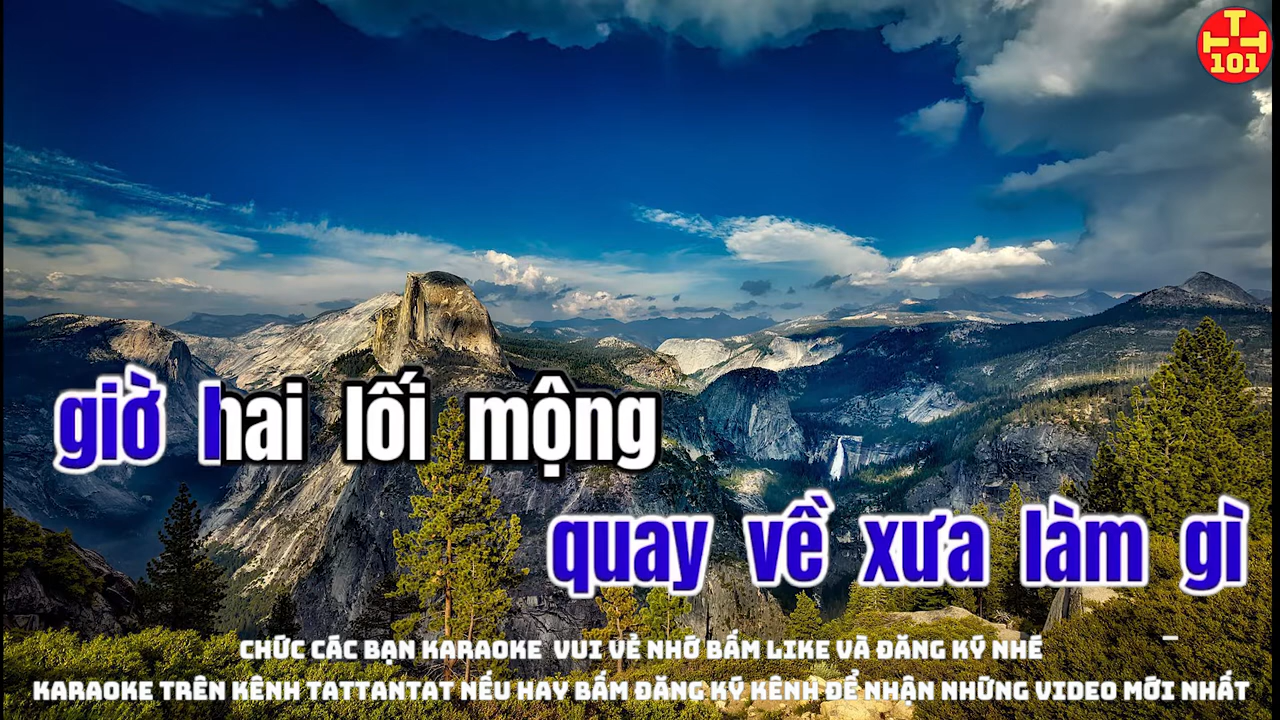 TTH
101
giờ hai lối mộng
quay về xưa làm gì
CHÚC CÁC BẠN KARAOKE VUI VẺ NHỚ BẤM LIKE VÀ ĐĂNG KÝ NHÉ
KARAOKE TRÊN KÊNH TATTANTAT NẾU HAY BẤM ĐĂNG KÝ KÊNH ĐỂ NHẬN NHỮNG VIDEO MỚI NHẤT